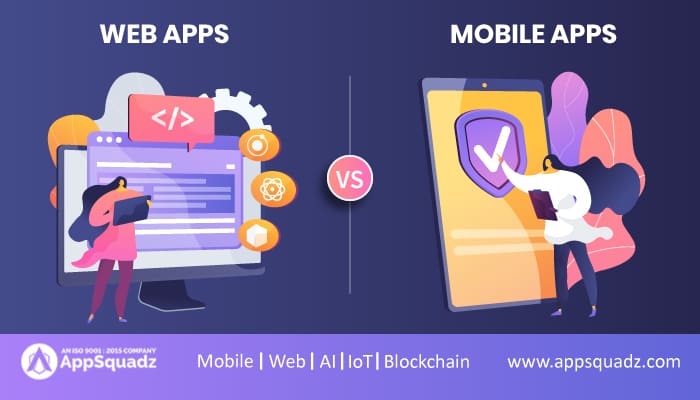 WEB APPS
MOBILE APPS
</>
VS
AN ISO 9001 : 2015 COMPANY
AppSquadz
Mobile | Web | AI | IoT | Blockchain
www.appsquadz.com